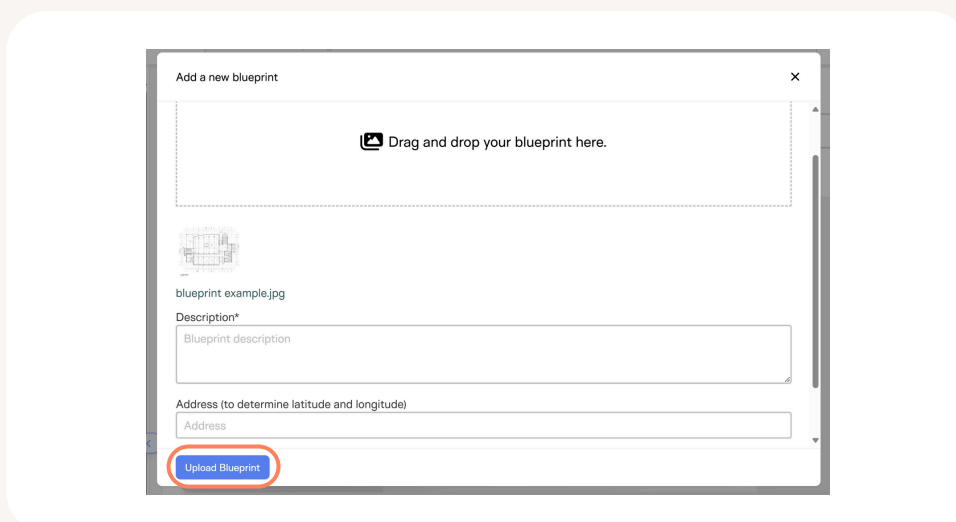 Add a new blueprint
Drag and drop your blueprint here.
blueprint example.jpg
Description*
Blueprint description
Address (to determine latitude and longitude)
Address
Upload Blueprint